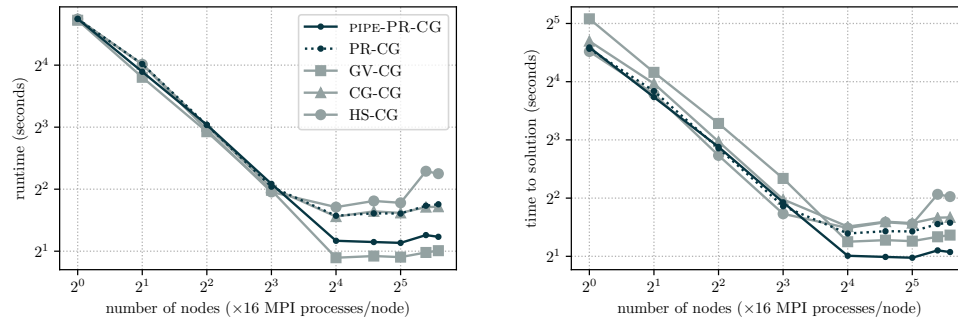 runtime (seconds)
2^4
2^3
2^2
2^1
2^0
2^1
2^2
2^3
2^4
2^5
number of nodes (×16 MPI processes/node)
PIPE-PR-CG
PR-CG
GV-CG
CG-CG
HS-CG
time to solution (seconds)
2^5
2^4
2^3
2^2
2^1
2^0
2^1
2^2
2^3
2^4
2^5
number of nodes (×16 MPI processes/node)